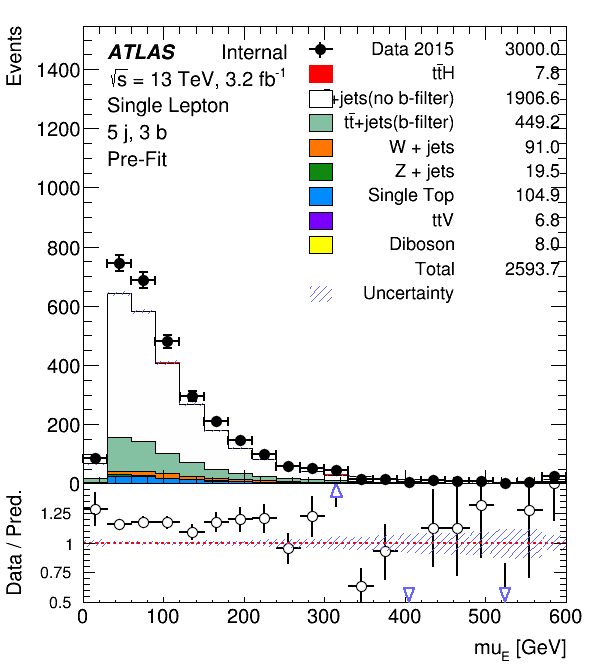 Events
ATLAS Internal
√s = 13 TeV, 3.2 fb⁻¹
Single Lepton
5 j, 3 b
Pre-Fit
Data 2015 3000.0
tt̄H 7.8
+jets(no b-filter) 1906.6
tt̄+jets(b-filter) 449.2
W + jets 91.0
Z + jets 19.5
Single Top 104.9
ttV 6.8
Diboson 8.0
Total 2593.7
Uncertainty
1400
1200
1000
800
600
400
200
0
Data / Pred.
1.25
1
0.75
0.5
0 100 200 300 400 500 600
mu_E [GeV]